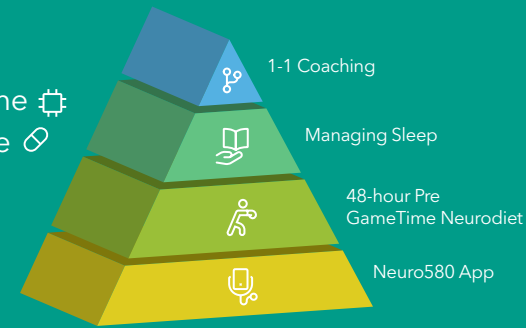 1-1 Coaching
Managing Sleep
48-hour Pre
GameTime Neurodiet
Neuro580 App